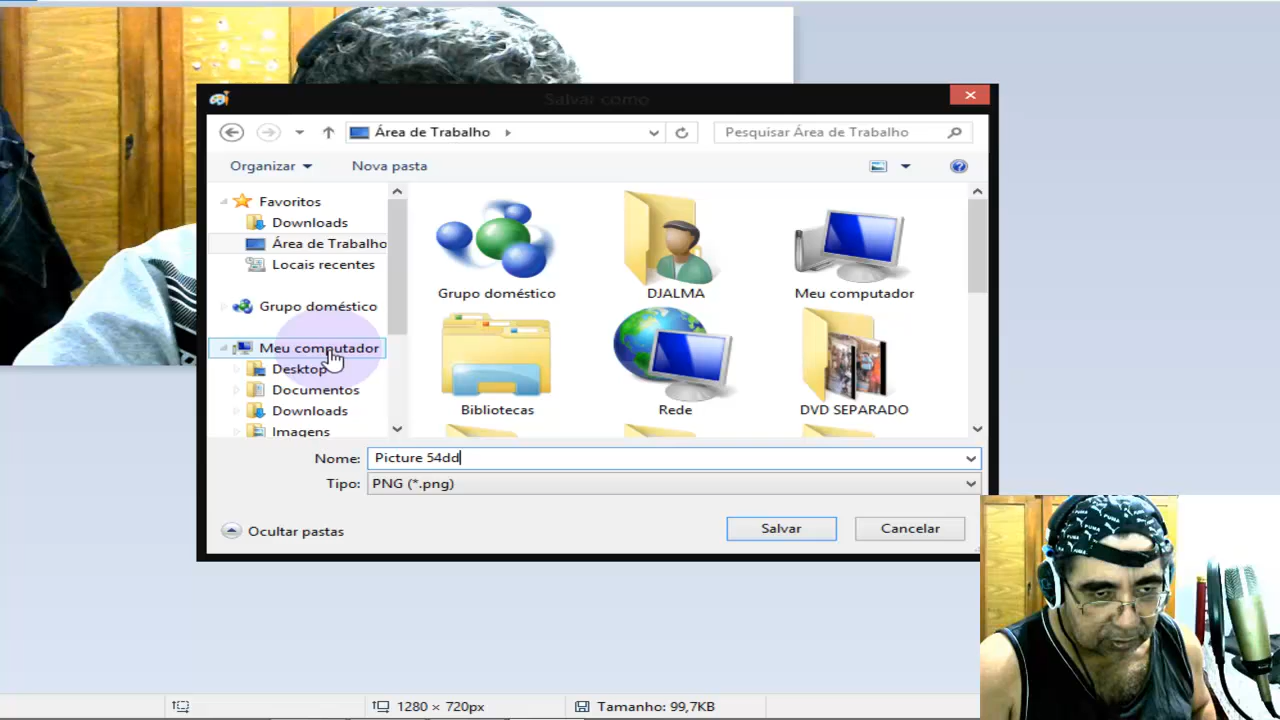 Salvar como
Área de Trabalho
Pesquisar Área de Trabalho
Organizar
Nova pasta
Favoritos
Downloads
Área de Trabalho
Locais recentes
Grupo doméstico
Meu computador
Desktop
Documentos
Downloads
Imagens
Grupo doméstico
DJALMA
Meu computador
Bibliotecas
Rede
DVD SEPARADO
Nome: Picture 54dd
Tipo: PNG (*.png)
Ocultar pastas
Salvar
Cancelar
1280 × 720px
Tamanho: 99,7KB
PUMA